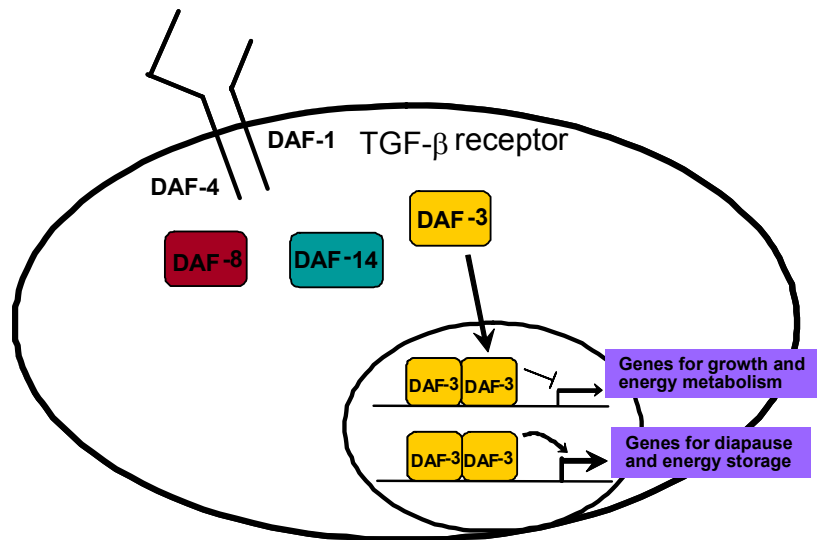 DAF-1
TGF-β receptor
DAF-4
DAF-3
DAF-8
DAF-14
DAF-3 DAF-3
Genes for growth and
energy metabolism
DAF-3 DAF-3
Genes for diapause
and energy storage